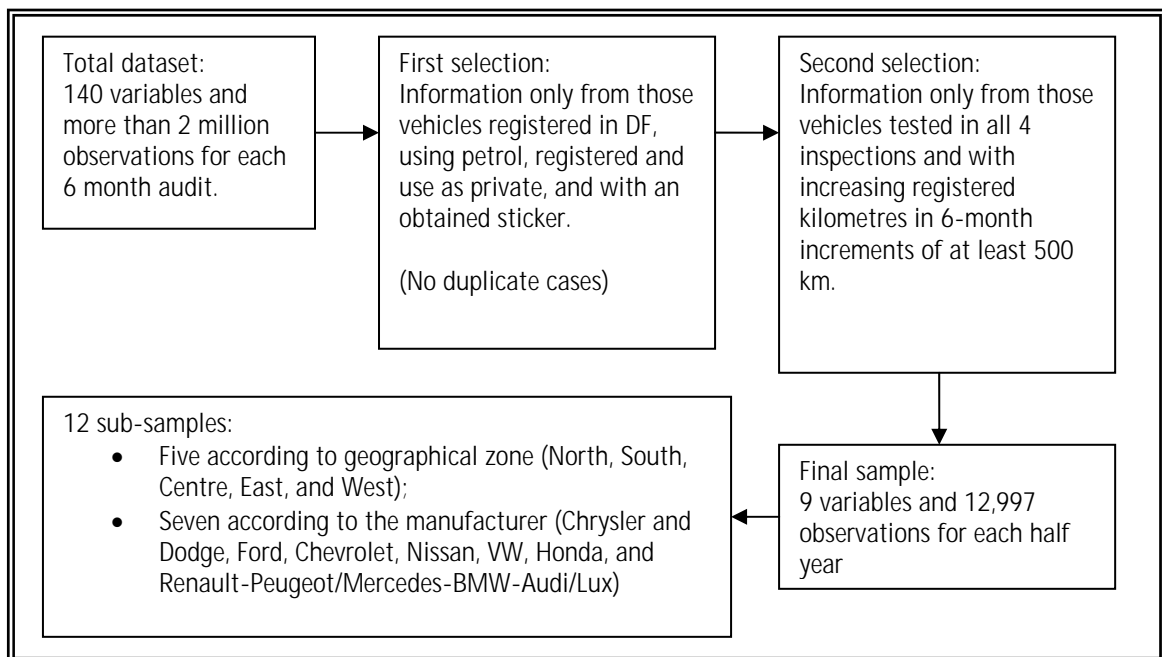 Total dataset:
140 variables and
more than 2 million
observations for each
6 month audit.
First selection:
Information only from those
vehicles registered in DF,
using petrol, registered and
use as private, and with an
obtained sticker.
(No duplicate cases)
Second selection:
Information only from those
vehicles tested in all 4
inspections and with
increasing registered
kilometres in 6-month
increments of at least 500
km.
Final sample:
9 variables and 12,997
observations for each half
year
12 sub-samples:
• Five according to geographical zone (North, South,
Centre, East, and West);
• Seven according to the manufacturer (Chrysler and
Dodge, Ford, Chevrolet, Nissan, VW, Honda, and
Renault-Peugeot/Mercedes-BMW-Audi/Lux)